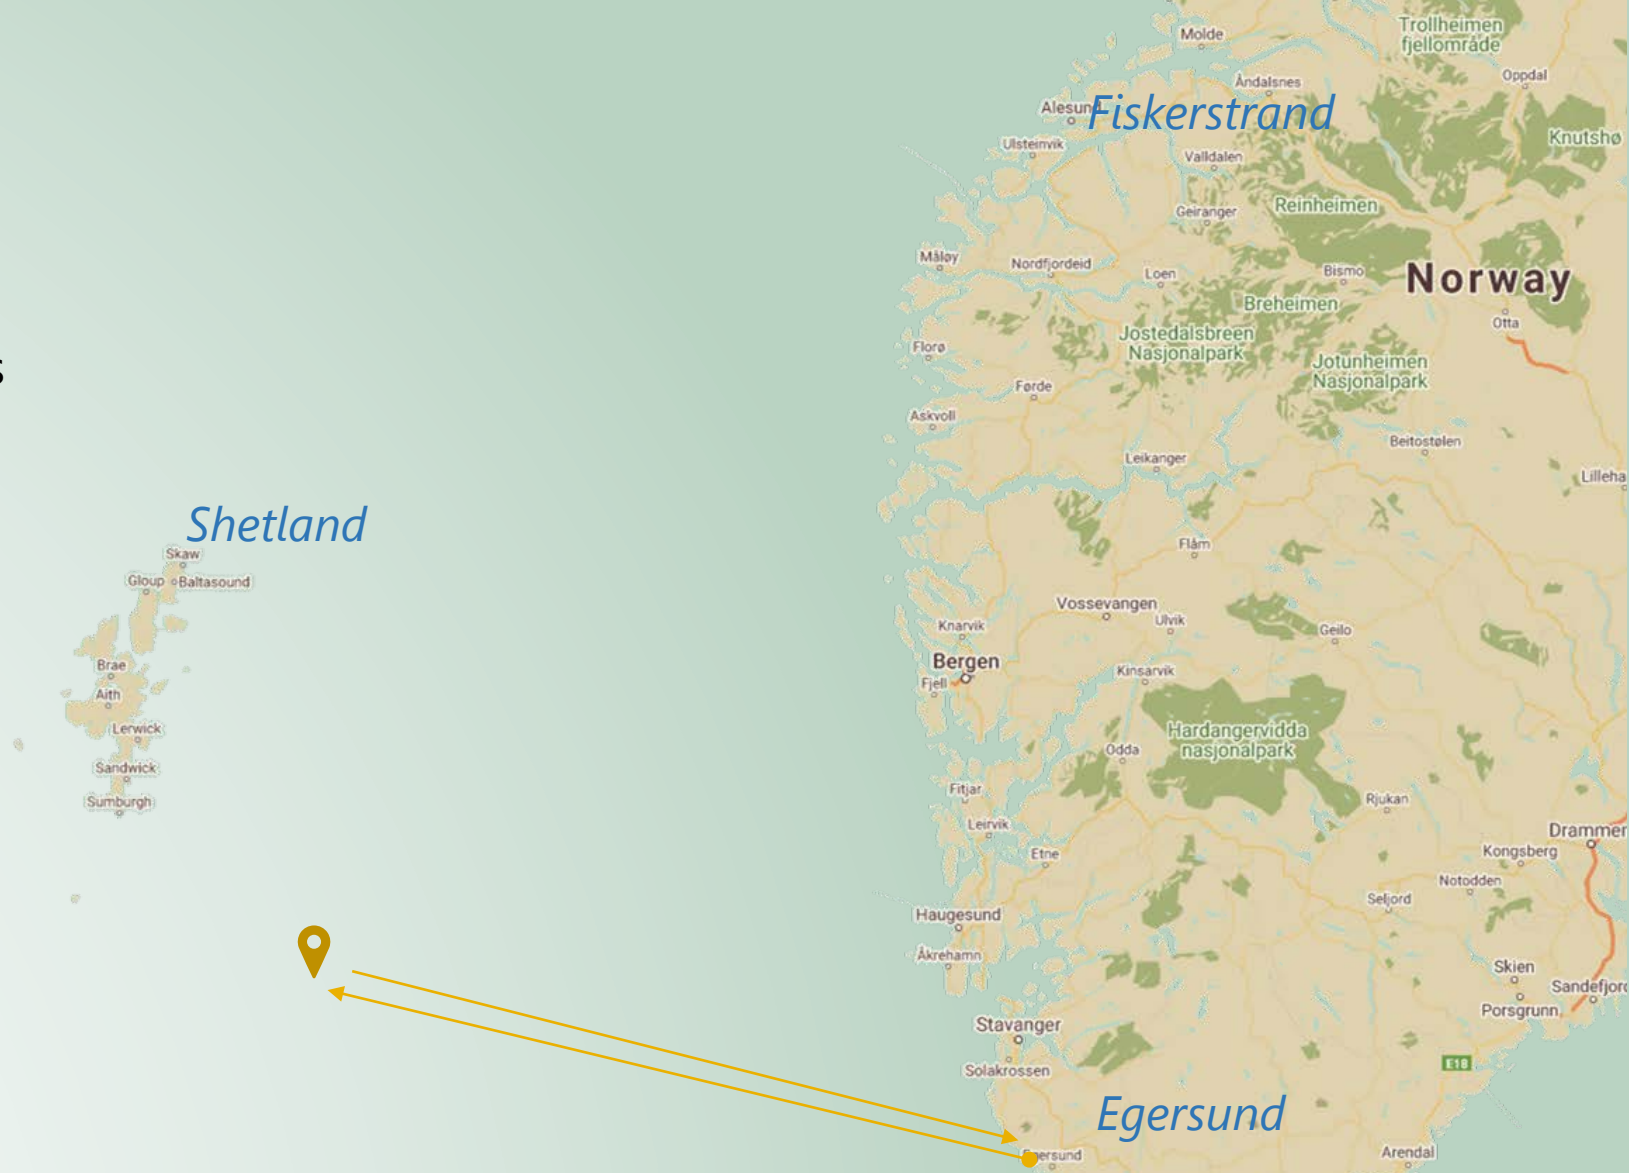 Molde
Trollheimen
fjellområde
Oppdal
Åndalsnes
Alesund
Fiskerstrand
Knutshø
Ulsteinvik
Valldalen
Reinheimen
Geiranger
Måløy
Nordfjordeid
Loen
Bismo
Norway
Breheimen
Otta
Jostedalsbreen
Nasjonalpark
Florø
Jotunheimen
Nasjonalpark
s
Førde
Askvoll
Beitostølen
Leikanger
Lilleha
Shetland
Skaw
Flåm
Gloup
Baltasound
Vossevangen
Ulvik
Knarvik
Geilo
Bergen
Brae
Kinsarvik
Fjell
Aith
Lerwick
Hardangervidda
nasjonalpark
Odda
Sandwick
Fitjar
Sumburgh
Rjukan
Leirvik
Drammen
Etne
Kongsberg
Notodden
Seljord
Haugesund
Åkrehamn
Skien
Sandefjord
Porsgrunn
Stavanger
E18
Solakrossen
Egersund
Egersund
Arendal